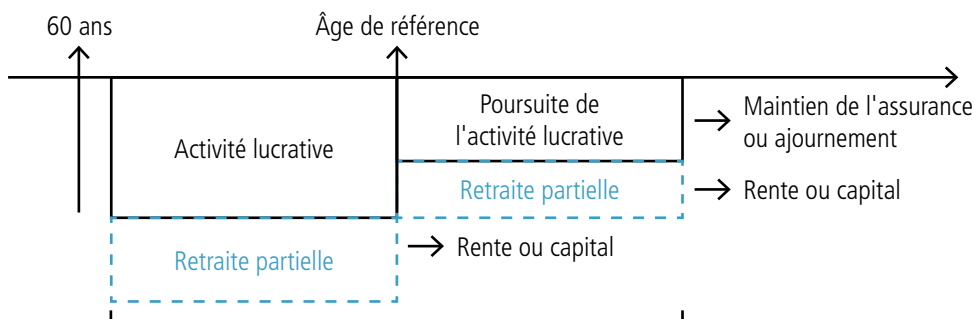 60 ans
Âge de référence
Activité lucrative
Poursuite de
l'activité lucrative
Maintien de l'assurance
ou ajournement
Retraite partielle
Rente ou capital
Retraite partielle
Rente ou capital